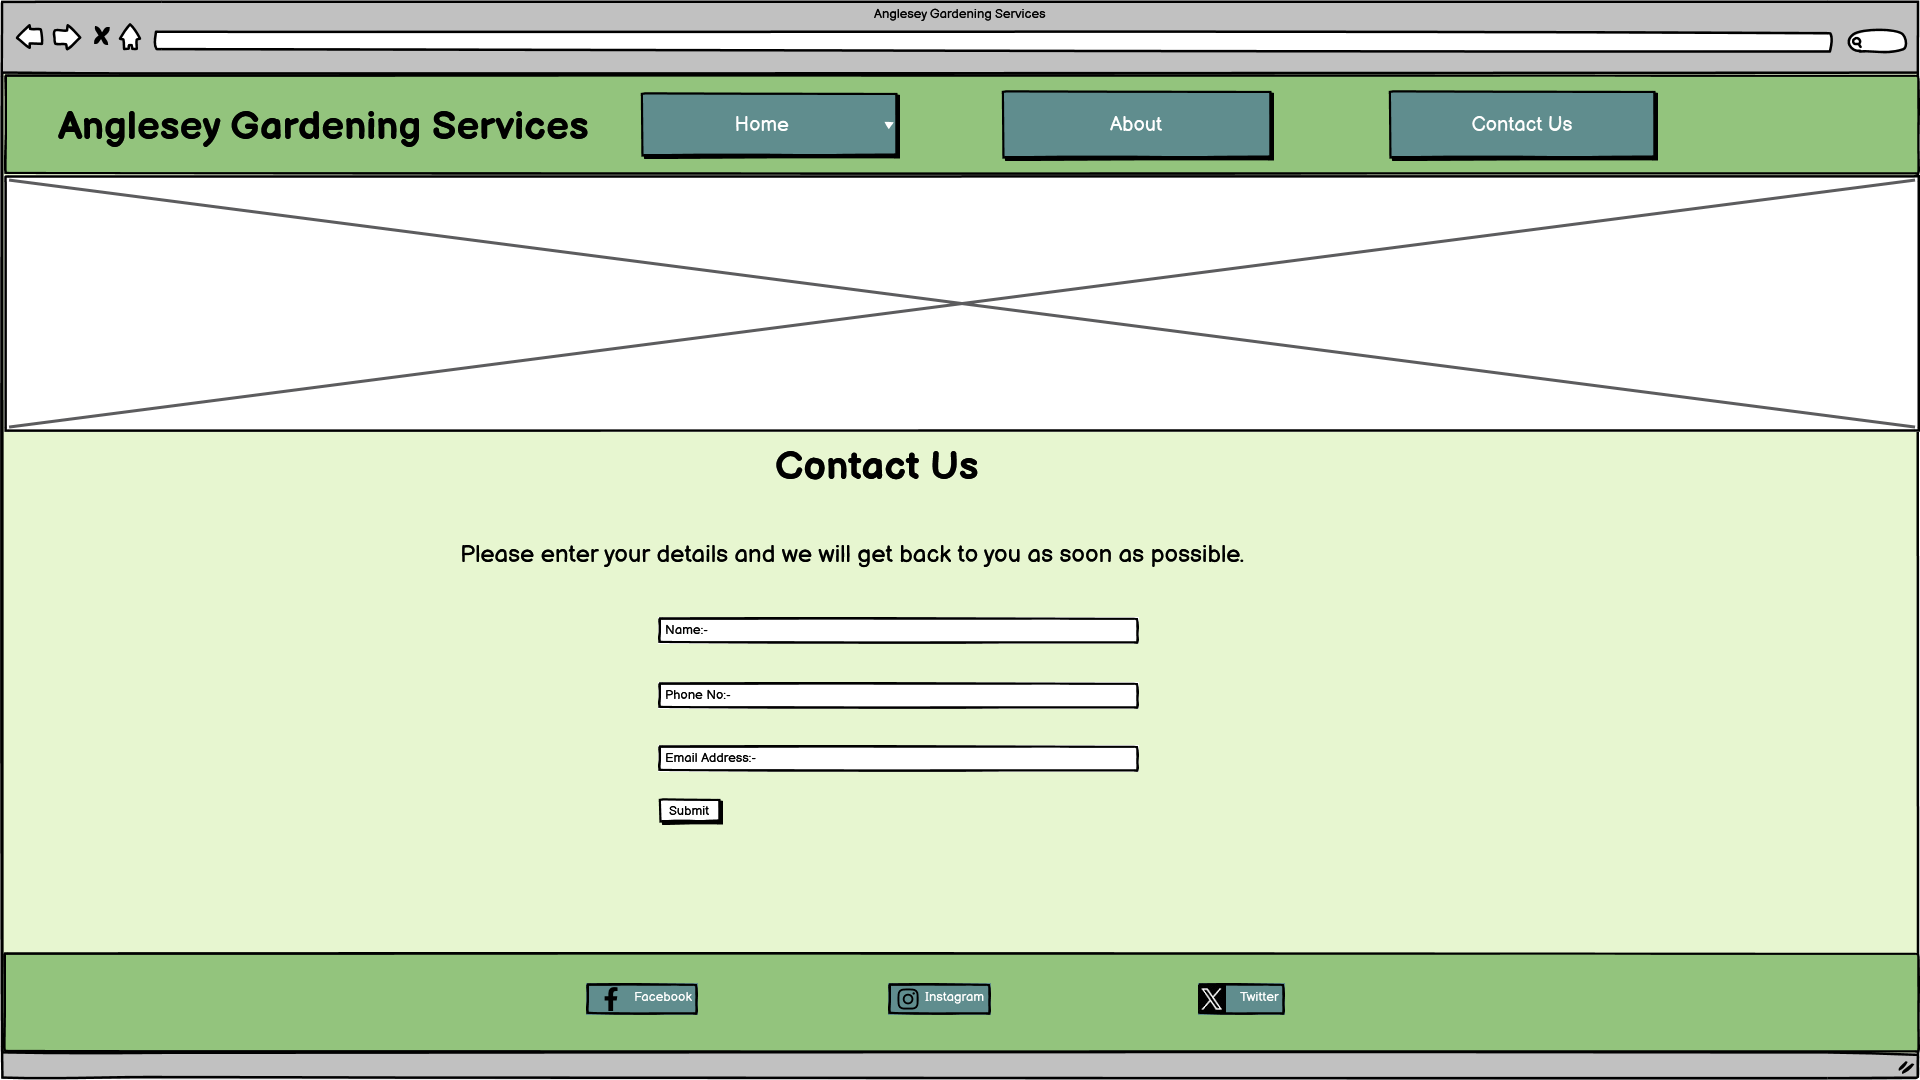 Anglesey Gardening Services
Anglesey Gardening Services
Home
About
Contact Us
Contact Us
Please enter your details and we will get back to you as soon as possible.
Name:-
Phone No:-
Email Address:-
Submit
Facebook
Instagram
Twitter